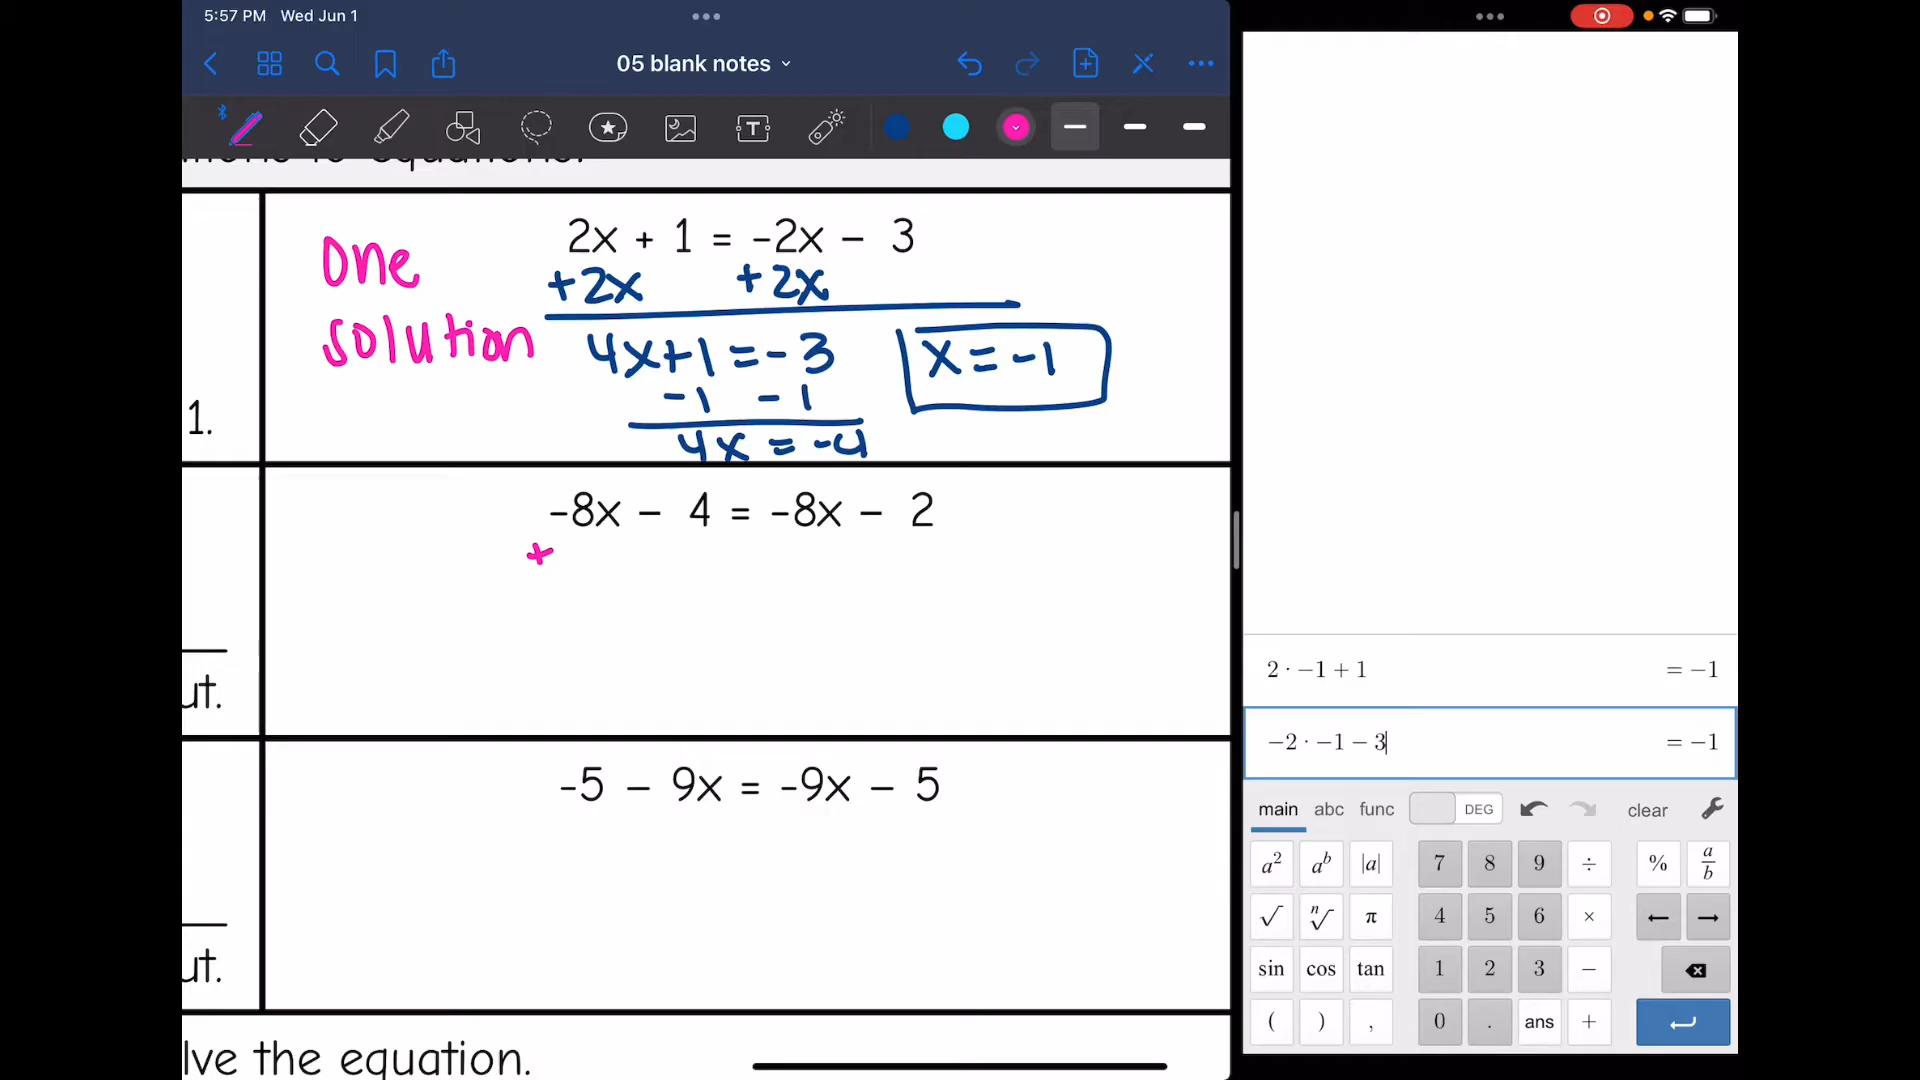 5:57 PM Wed Jun 1
05 blank notes
T
equations.
2x + 1 = -2x - 3
+2x +2x
One
solution
4x+1=-3
x=-1
-1 -1
4x=-4
1.
-8x - 4 = -8x - 2
+
ut.
-5 - 9x = -9x - 5
ut.
lve the equation.
2 · −1 + 1 = −1
−2 · −1 − 3 = −1
main abc func DEG clear
a² aᵇ |a| 7 8 9 ÷ % a/b
√ ⁿ√ π 4 5 6 × ← →
sin cos tan 1 2 3 −
( ) , 0 . ans +